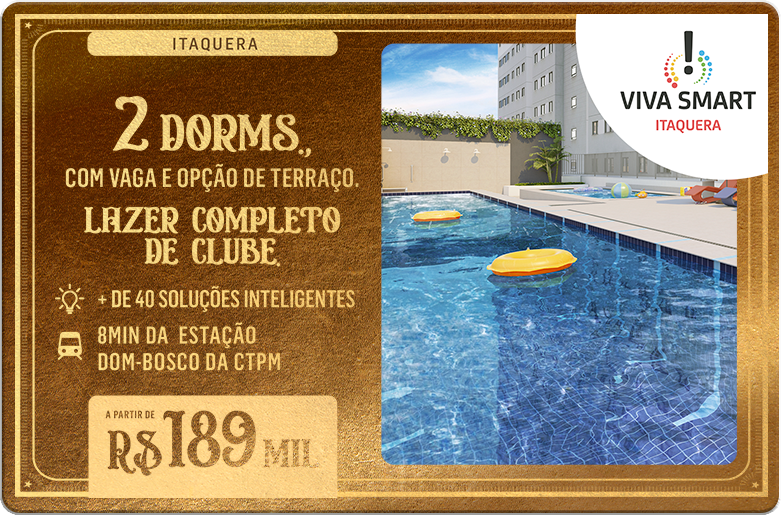 ITAQUERA
2 DORMS.,
COM VAGA E OPÇÃO DE TERRAÇO.
LAZER COMPLETO
DE CLUBE.
+ DE 40 SOLUÇÕES INTELIGENTES
8MIN DA ESTAÇÃO
DOM-BOSCO DA CTPM
A PARTIR DE
R$189 MIL
VIVA SMART
ITAQUERA